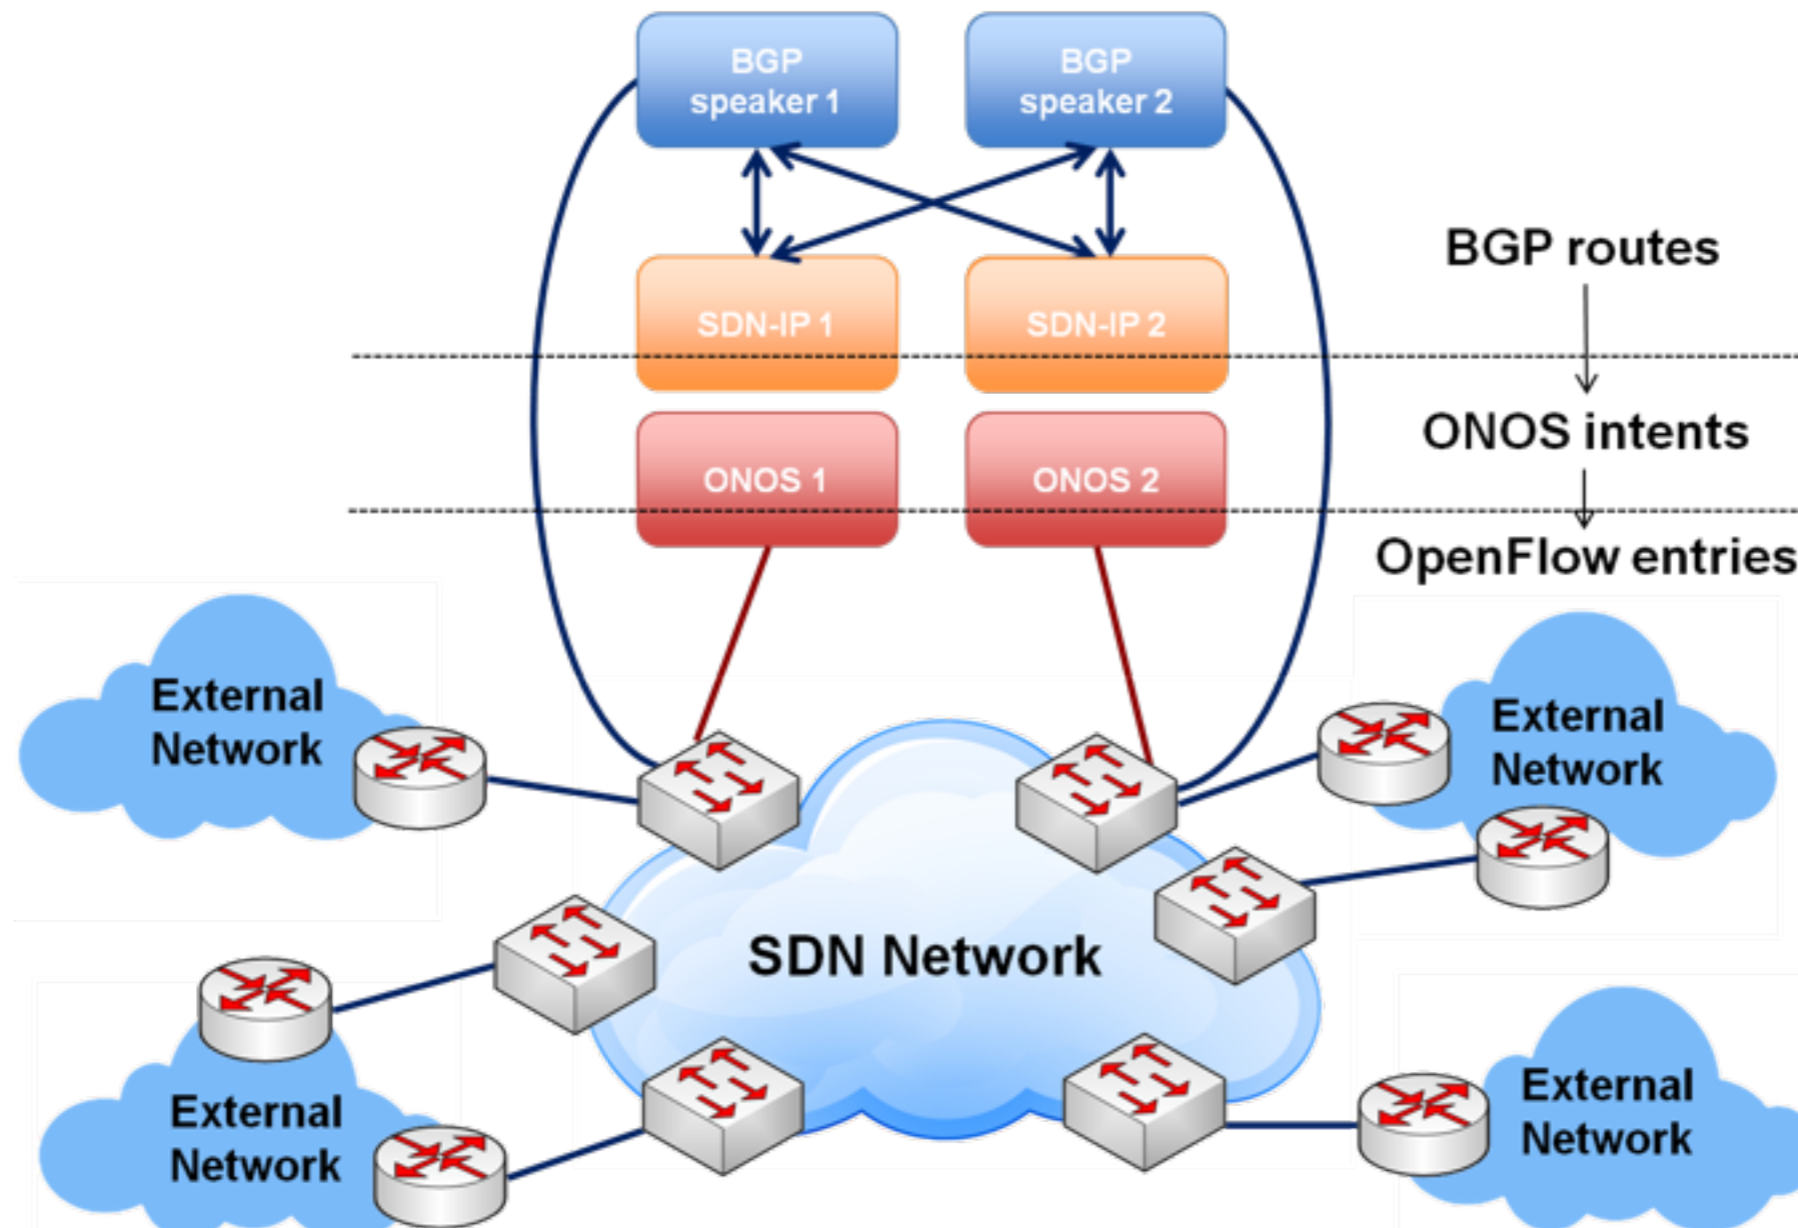 BGP
speaker 1
BGP
speaker 2
BGP routes
SDN-IP 1
SDN-IP 2
ONOS intents
ONOS 1
ONOS 2
OpenFlow entries
External
Network
External
Network
SDN Network
External
Network
External
Network